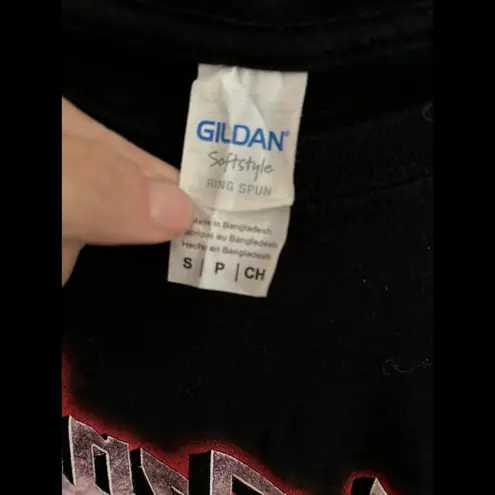 GILDAN®
Softstyle
RING SPUN
Made in Bangladesh
Fabriqué au Bangladesh
Hecho en Bangladesh
S | P | CH